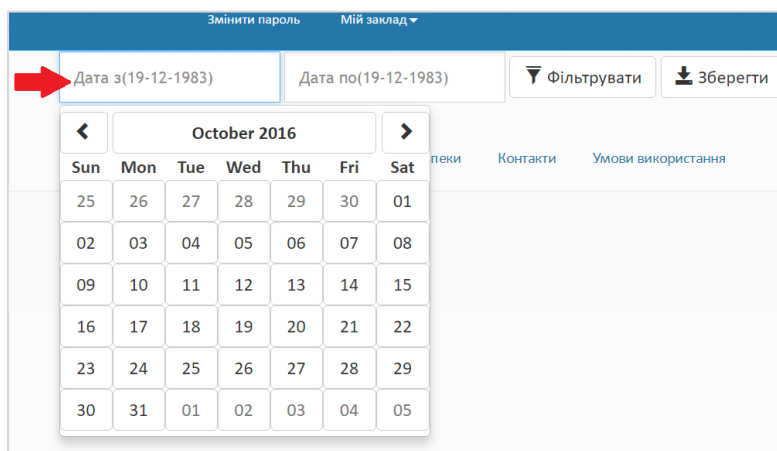 Змінити пароль Мій заклад
Дата з(19-12-1983) Дата по(19-12-1983) Фільтрувати Зберегти
October 2016
пеки Контакти Умови використання
Sun Mon Tue Wed Thu Fri Sat
25 26 27 28 29 30 01
02 03 04 05 06 07 08
09 10 11 12 13 14 15
16 17 18 19 20 21 22
23 24 25 26 27 28 29
30 31 01 02 03 04 05